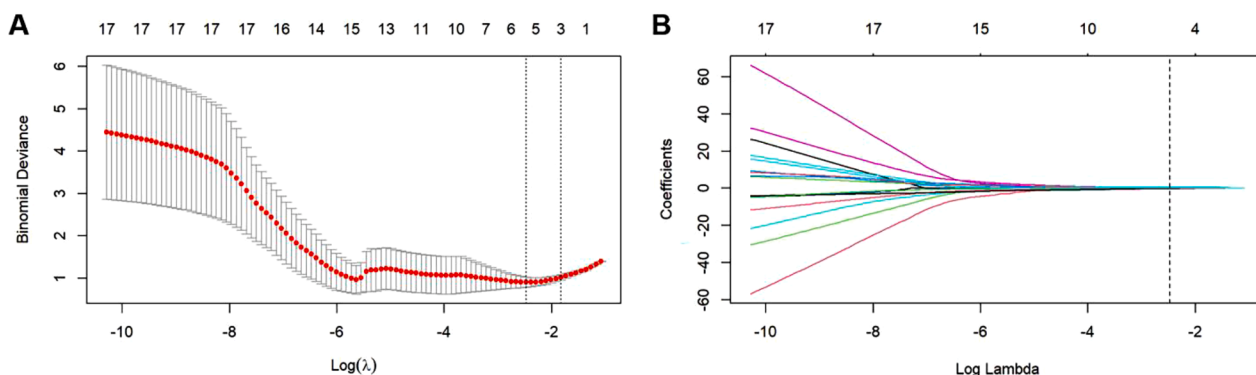 A
17 17 17 17 17 16 14 15 13 11 10 7 6 5 3 1
Binomial Deviance
6
5
4
3
2
1
-10 -8 -6 -4 -2
Log(λ)
B
17 17 15 10 4
Coefficients
60
40
20
0
-20
-40
-60
-10 -8 -6 -4 -2
Log Lambda